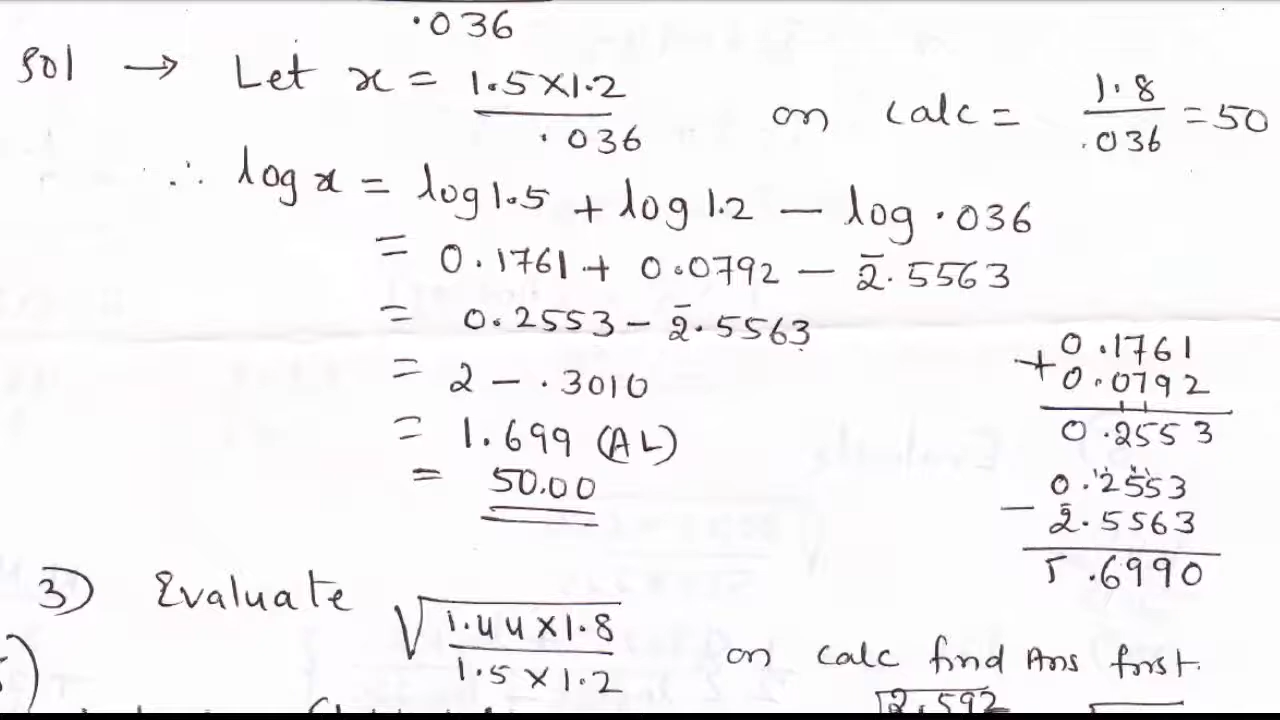 .036
Sol → Let x = 1.5×1.2 / .036 on calc = 1.8 / .036 = 50
∴ log x = log 1.5 + log 1.2 − log .036
= 0.1761 + 0.0792 − 2̄.5563
= 0.2553 − 2̄.5563
= 2 − .3010
= 1.699 (AL)
= 50.00
+ 0.1761
0.0792
0.2553
0.2553
− 2̄.5563
1.6990
3) Evaluate √(1.44×1.8 / 1.5×1.2) on calc find Ans first.
√2.592